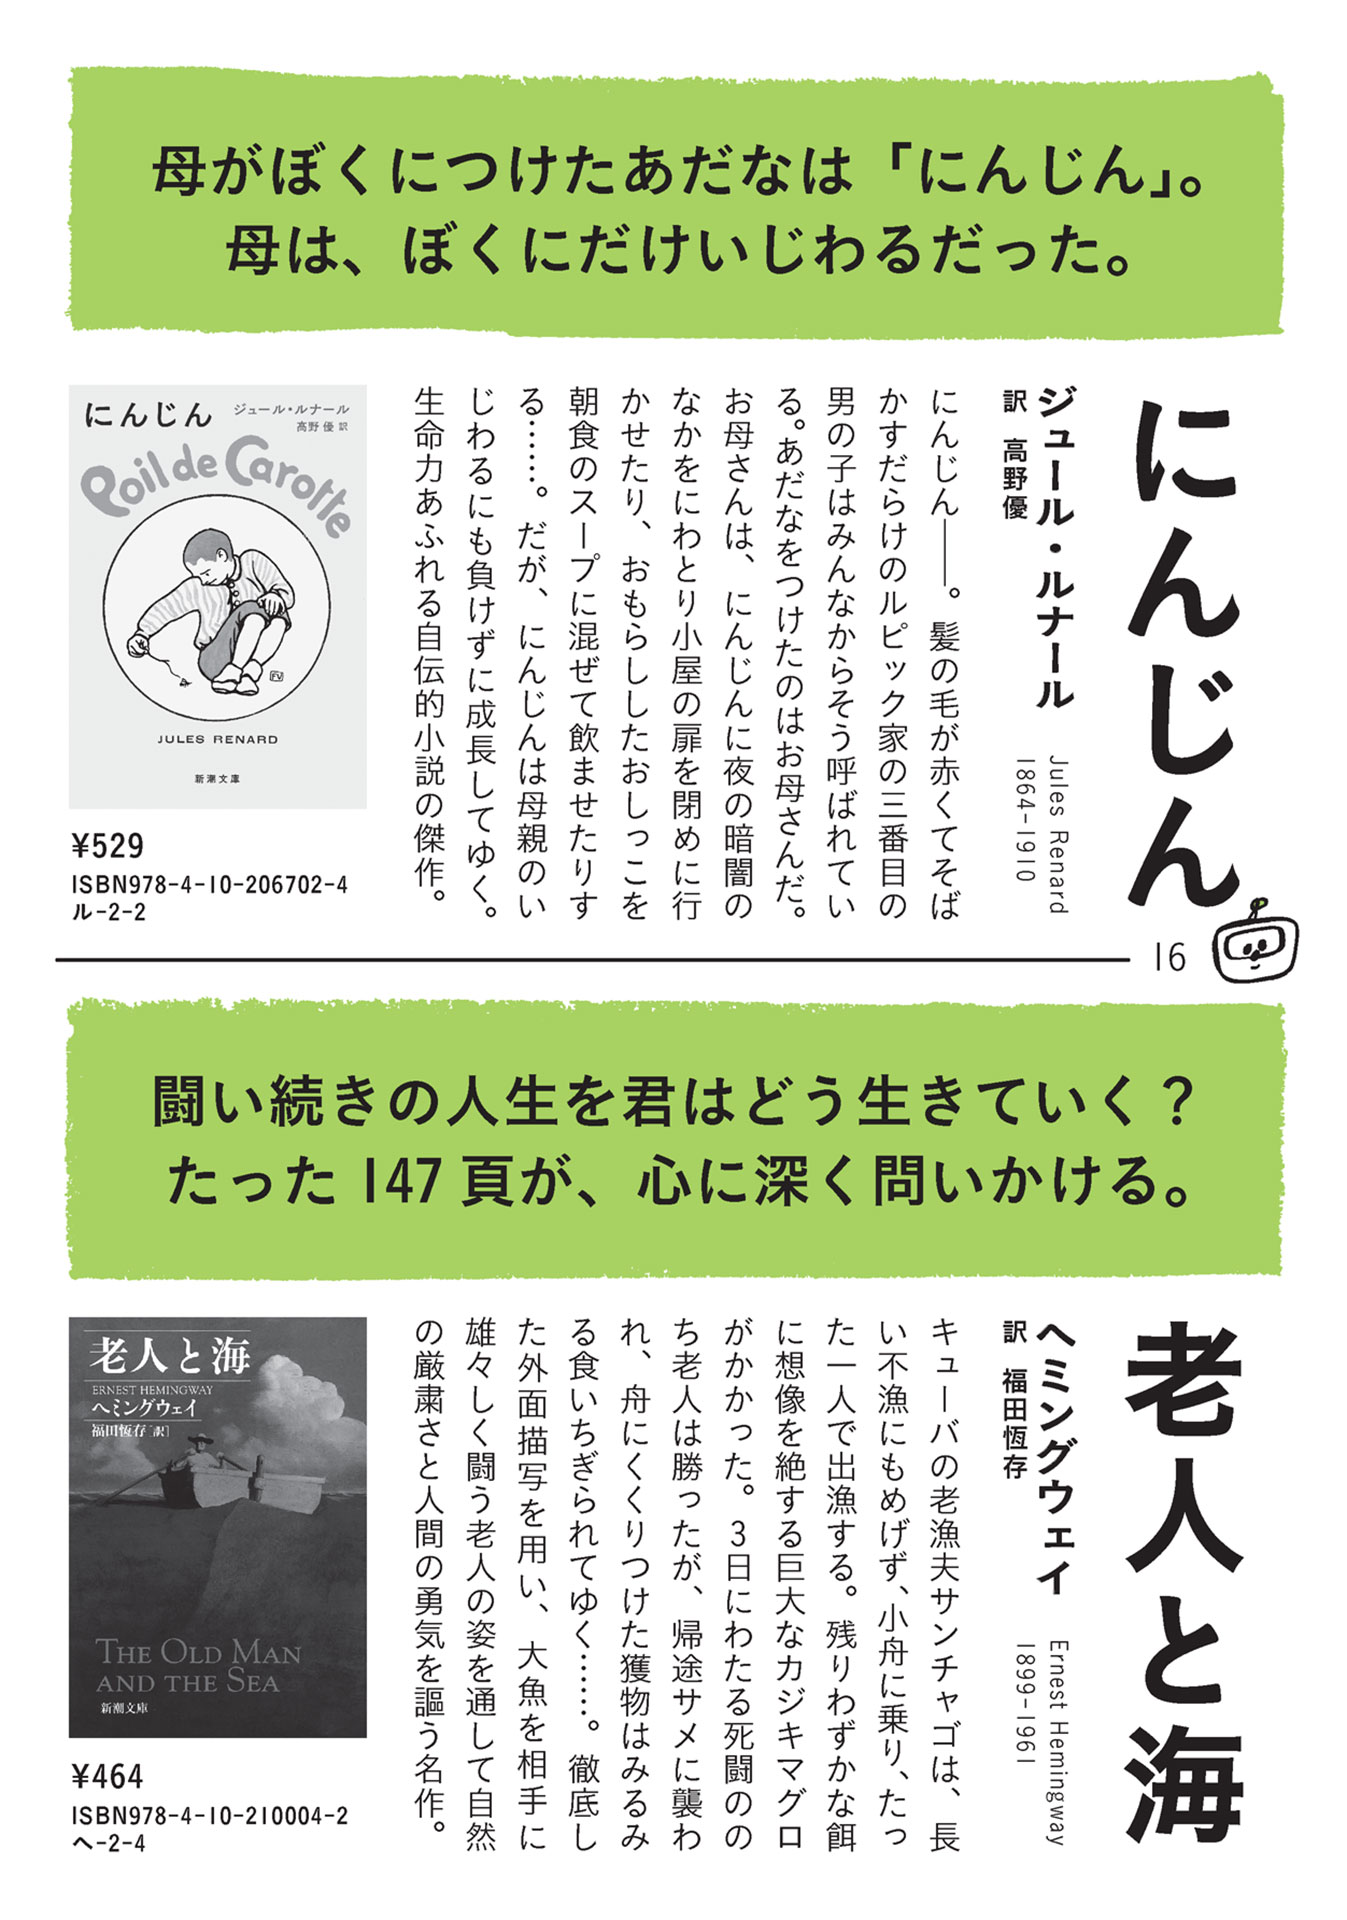 母がぼくにつけたあだなは「にんじん」。
母は、ぼくにだけいじわるだった。
にんじん
ジュール・ルナール
Jules Renard
1864-1910
訳 高野優
にんじん――。髪の毛が赤くてそば
かすだらけのルピック家の三番目の
男の子はみんなからそう呼ばれてい
る。あだなをつけたのはお母さんだ。
お母さんは、にんじんに夜の暗闇の
なかをにわとり小屋の扉を閉めに行
かせたり、おもらししたおしっこを
朝食のスープに混ぜて飲ませたりす
る……。だが、にんじんは母親のい
じわるにも負けずに成長してゆく。
生命力あふれる自伝的小説の傑作。
にんじん
ジュール・ルナール
高野 優 訳
Poil de Carotte
FV
JULES RENARD
新潮文庫
¥529
ISBN978-4-10-206702-4
ル-2-2
16
闘い続きの人生を君はどう生きていく？
たった147頁が、心に深く問いかける。
老人と海
ヘミングウェイ
Ernest Hemingway
1899-1961
訳 福田恆存
キューバの老漁夫サンチャゴは、長
い不漁にもめげず、小舟に乗り、たっ
た一人で出漁する。残りわずかな餌
に想像を絶する巨大なカジキマグロ
がかかった。3日にわたる死闘のの
ち老人は勝ったが、帰途サメに襲わ
れ、舟にくくりつけた獲物はみるみ
る食いちぎられてゆく……。徹底し
た外面描写を用い、大魚を相手に
雄々しく闘う老人の姿を通して自然
の厳粛さと人間の勇気を謳う名作。
老人と海
ERNEST HEMINGWAY
ヘミングウェイ
福田恆存［訳］
THE OLD MAN
AND THE SEA
新潮文庫
¥464
ISBN978-4-10-210004-2
ヘ-2-4